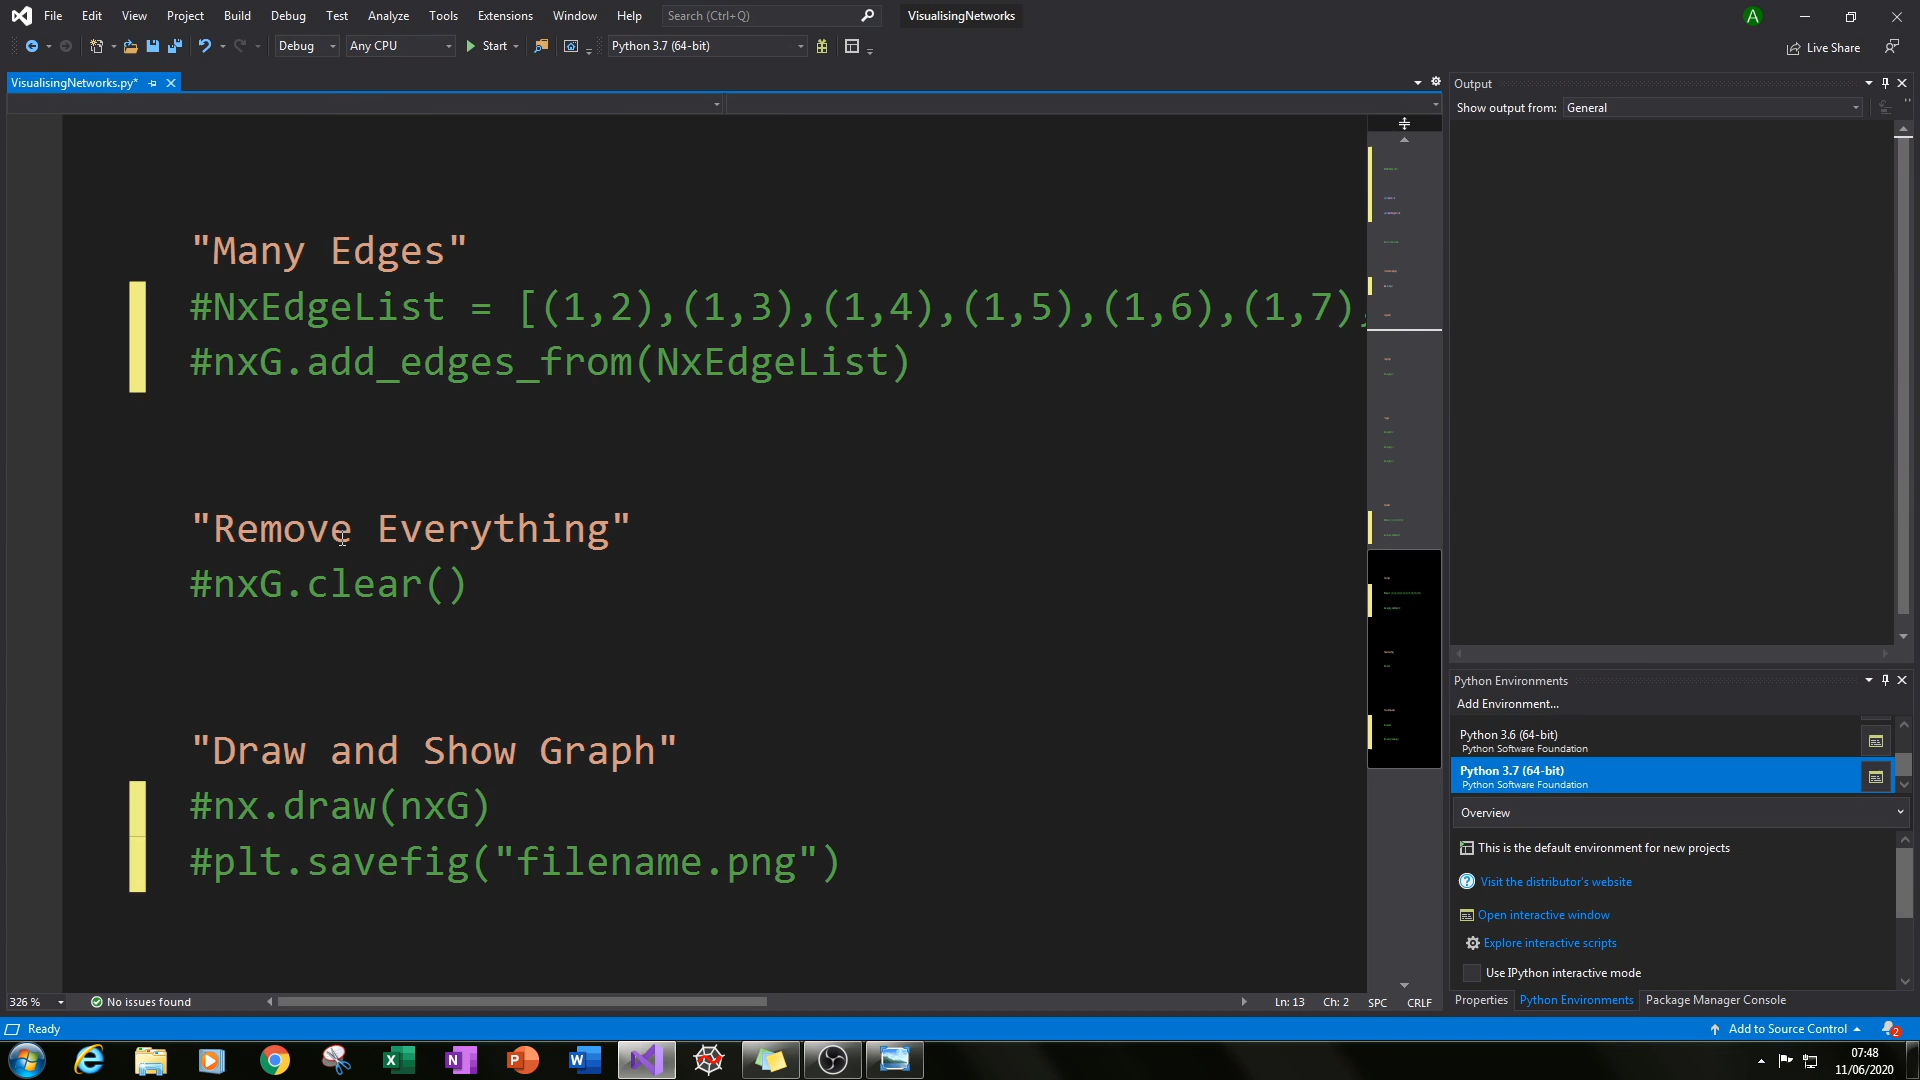 File Edit View Project Build Debug Test Analyze Tools Extensions Window Help Search (Ctrl+Q) VisualisingNetworks A
Debug Any CPU Start Python 3.7 (64-bit) Live Share
VisualisingNetworks.py*
"Many Edges"
#NxEdgeList = [(1,2),(1,3),(1,4),(1,5),(1,6),(1,7),
#nxG.add_edges_from(NxEdgeList)
"Remove Everything"
#nxG.clear()
"Draw and Show Graph"
#nx.draw(nxG)
#plt.savefig("filename.png")
326 % No issues found Ln: 13 Ch: 2 SPC CRLF
Output
Show output from: General
Python Environments
Add Environment...
Python 3.6 (64-bit)
Python Software Foundation
Python 3.7 (64-bit)
Python Software Foundation
Overview
This is the default environment for new projects
Visit the distributor's website
Open interactive window
Explore interactive scripts
Use IPython interactive mode
Properties Python Environments Package Manager Console
Ready Add to Source Control 2
07:48
11/06/2020